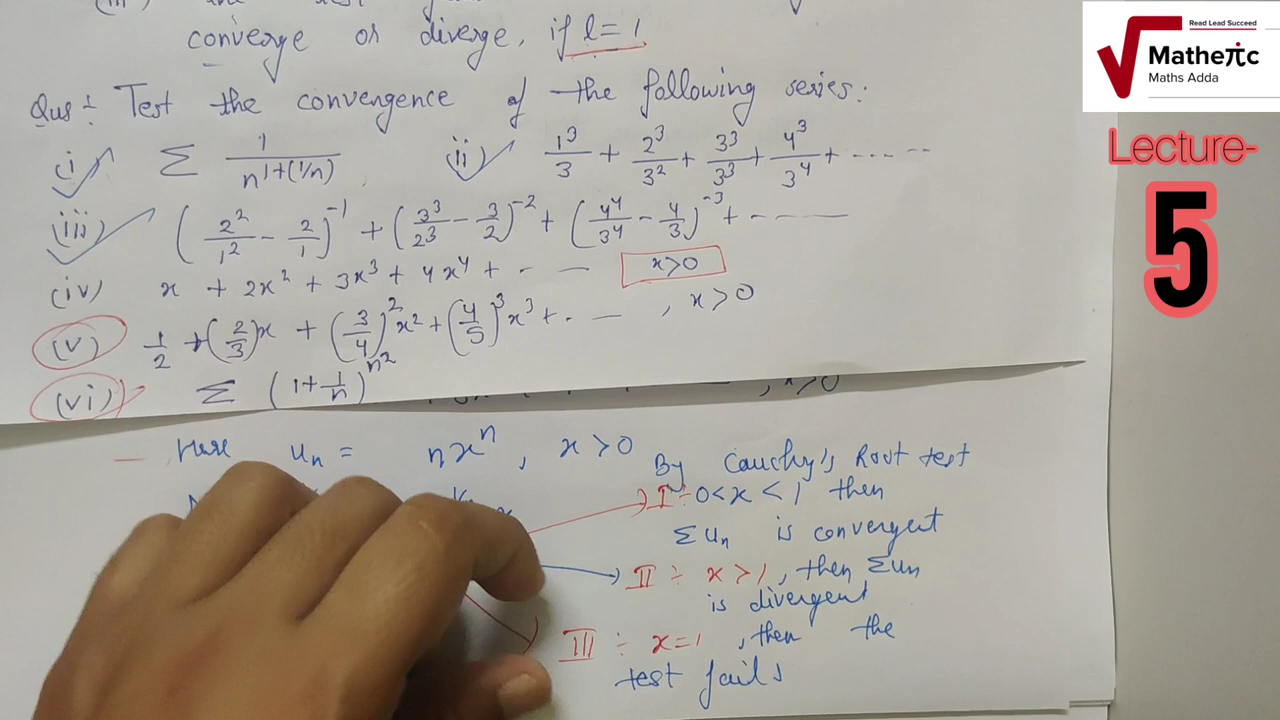 converge or diverge, if l=1
Qus: Test the convergence of the following series:
(i) Σ 1/n^(1+(1/n)) (ii) 1³/3 + 2³/3² + 3³/3³ + 4³/3⁴ + ..... --
(iii) (2²/1² - 2/1)^-1 + (3³/2³ - 3/2)^-2 + (4⁴/3⁴ - 4/3)^-3 + - ——
(iv) x + 2x² + 3x³ + 4x⁴ + - — x>0
(v) 1/2 + (2/3)x + (3/4)²x² + (4/5)³x³ + . — , x>0
(vi) Σ (1+1/n)^n²
, x>0
— Here uₙ = nxⁿ, x>0
By Cauchy's Root test
I ÷ 0<x<1 then
Σuₙ is convergent
II ÷ x>1, then Σuₙ
is divergent
III ÷ x=1, then the
test fails
Read Lead Succeed
Matheπc
Maths Adda
Lecture-
5